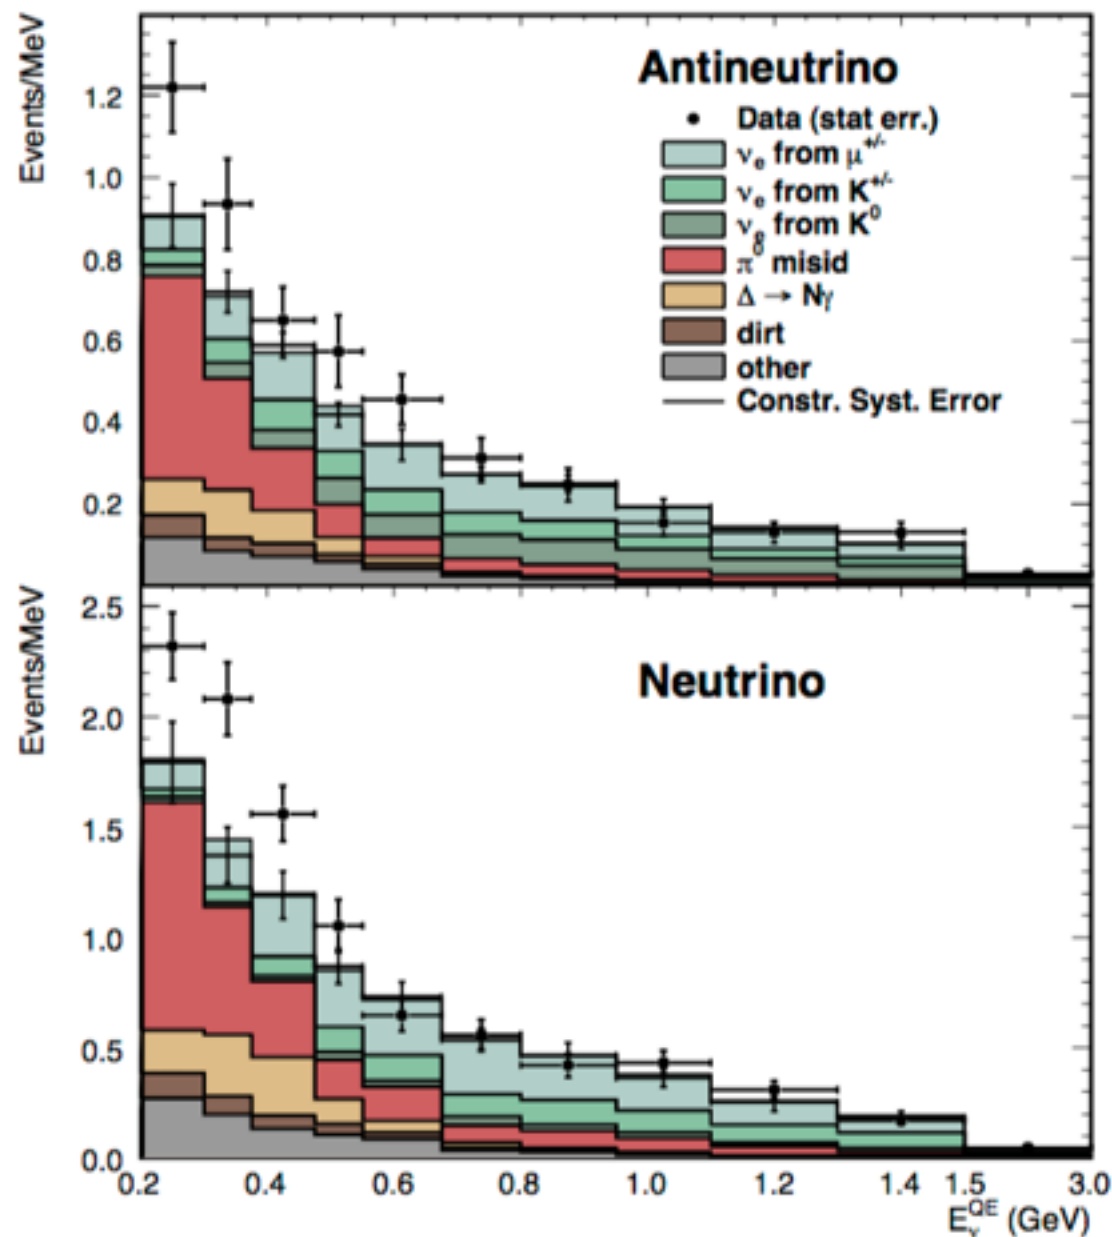 Events/MeV
1.2
1.0
0.8
0.6
0.4
0.2
Antineutrino
Data (stat err.)
νe from μ+/-
νe from K+/-
νe from K0
π0 misid
Δ → Nγ
dirt
other
Constr. Syst. Error
Events/MeV
2.5
2.0
1.5
1.0
0.5
0.0
Neutrino
0.2 0.4 0.6 0.8 1.0 1.2 1.4 1.5 3.0
EνQE (GeV)